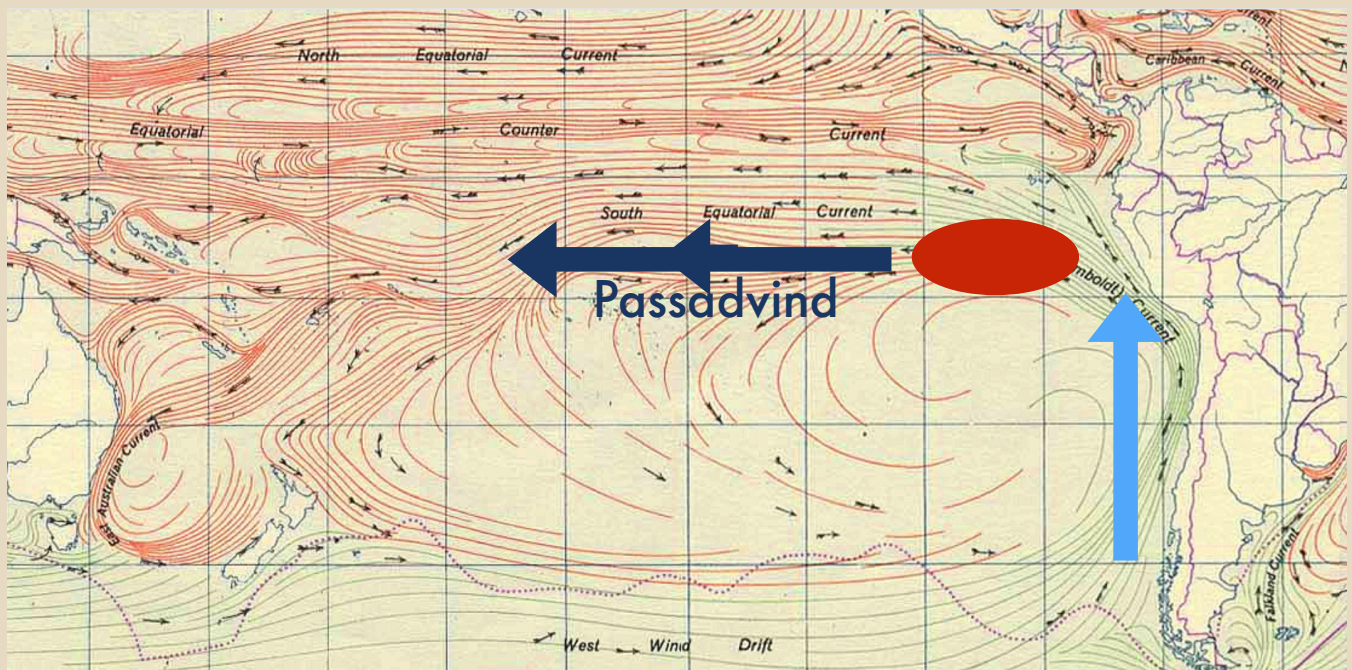 North Equatorial Current
Caribbean Current
Equatorial Counter Current
South Equatorial Current
Passadvind
mboldt) Current
East Australian Current
Falkland Current
West Wind Drift